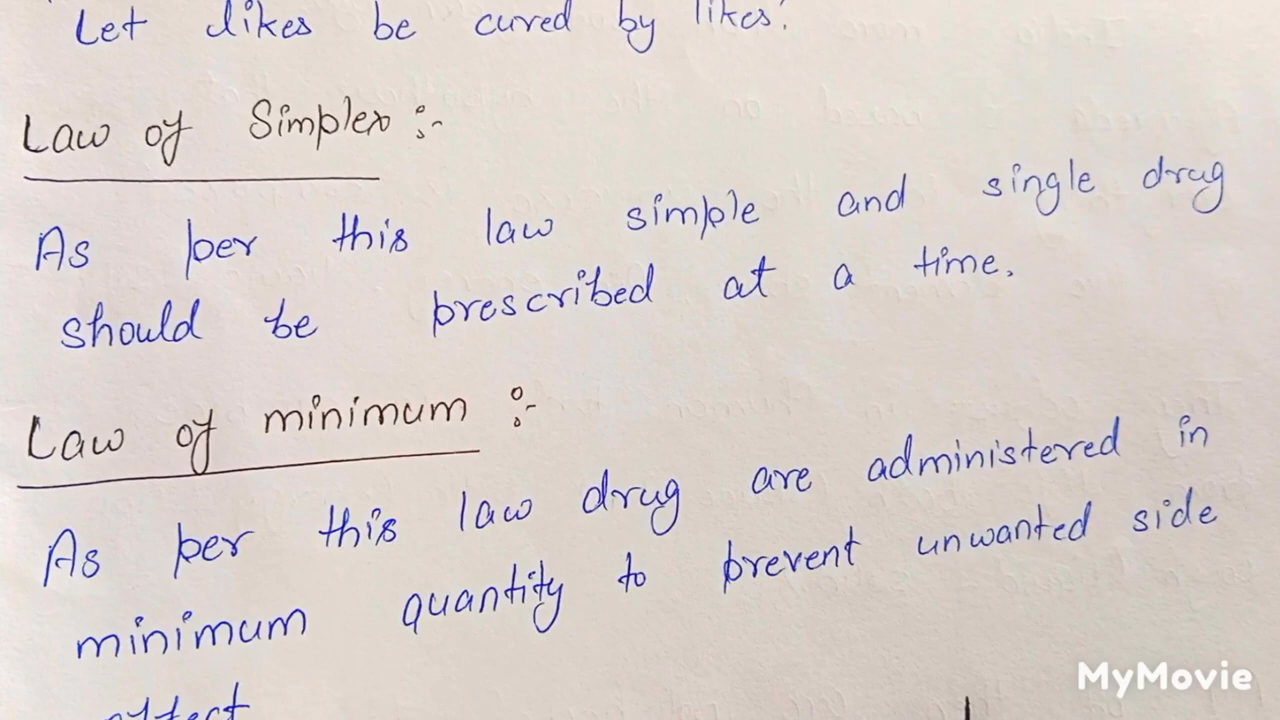 Let likes be cured by likes.
Law of Simplex :-
As per this law simple and single drug
should be prescribed at a time.
Law of minimum :-
As per this law drug are administered in
minimum quantity to prevent unwanted side
effect
MyMovie